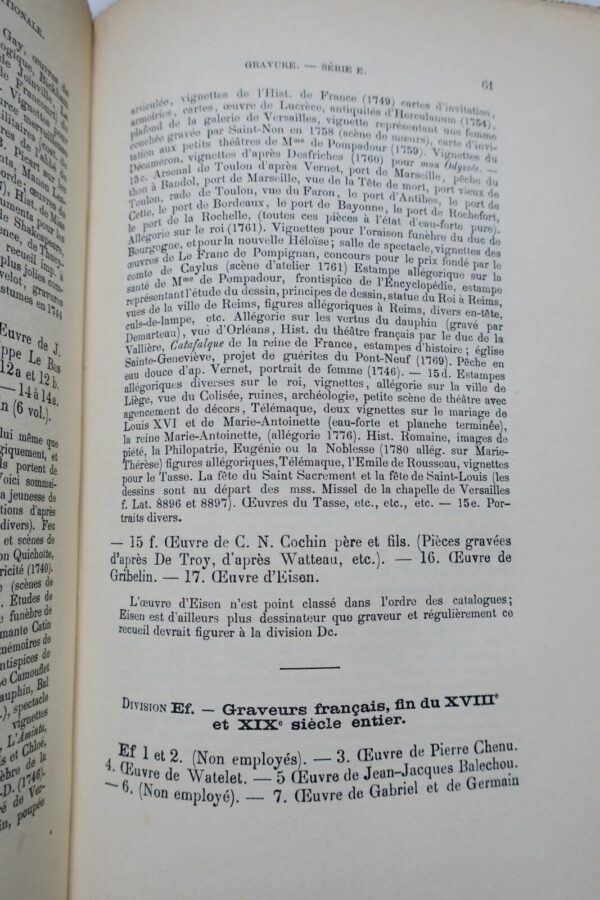 TIONALE.
Gay, œuvres de
GRAVURE. — SÉRIE E.
61
articulée, vignettes de l'Hist. de France (1749) cartes d'invitation,
armoiries, cartes, œuvre de Lucrèce, antiquités d'Herculanum (1754),
plafond de la galerie de Versailles, vignette représentant une femme
couchée gravée par Saint-Non en 1758 (scène de mœurs), carte d'invi-
tation aux petits théâtres de Mme de Pompadour (1759). Vignettes du
Decaméron, vignettes d'après Desfriches (1760) pour mon Odyssée. —
15c. Arsenal de Toulon d'après Vernet, port de Marseille, pêche du
thon à Bandol, port de Marseille, vue de la Tête de mort, port vieux de
Toulon, rade de Toulon, vue du Faron, le port d'Antibes, le port de
Cette, le port de Bordeaux, le port de Bayonne, le port de Rochefort,
le port de la Rochelle, (toutes ces pièces à l'état d'eau-forte pure).
Allégorie sur le roi (1761). Vignettes pour l'oraison funèbre du duc de
Bourgogne, et pour la nouvelle Héloïse; salle de spectacle, vignettes des
œuvres de Le Franc de Pompignan, concours pour le prix fondé par le
comte de Caylus (scène d'atelier 1761) Estampe allégorique sur la
santé de Mme de Pompadour, frontispice de l'Encyclopédie, estampe
représentant l'étude du dessin, principes de dessin, statue du Roi à Reims,
vues de la ville de Reims, figures allégoriques à Reims, divers en-tête,
culs-de-lampe, etc. Allégorie sur les vertus du dauphin (gravé par
Demarteau), vue d'Orléans, Hist. du théâtre français par le duc de la
Vallière, Catafalque de la reine de France, estampes d'histoire; église
Sainte-Geneviève, projet de guérites du Pont-Neuf (1769). Pêche en
eau douce d'ap. Vernet, portrait de femme (1746). — 15d. Estampes
allégoriques diverses sur le roi, vignettes, allégorie sur la ville de
Liège, vue du Colisée, ruines, archéologie, petite scène de théâtre avec
agencement de décors, Télémaque, deux vignettes sur le mariage de
Louis XVI et de Marie-Antoinette (eau-forte et planche terminée),
la reine Marie-Antoinette, (allégorie 1776). Hist. Romaine, images de
piété, la Philopatrie, Eugénie ou la Noblesse (1780 allég. sur Marie-
Thérèse) figures allégoriques, Télémaque, l'Emile de Rousseau, vignettes
pour le Tasse. La fête du Saint Sacrement et la fête de Saint-Louis (les
dessins sont au départ des mss. Missel de la chapelle de Versailles
f. Lat. 8896 et 8897). Œuvres du Tasse, etc., etc., etc. — 15e. Por-
traits divers.
— 15 f. Œuvre de C. N. Cochin père et fils. (Pièces gravées
d'après De Troy, d'après Watteau, etc.). — 16. Œuvre de
Gribelin. — 17. Œuvre d'Eisen.
L'œuvre d'Eisen n'est point classé dans l'ordre des catalogues;
Eisen est d'ailleurs plus dessinateur que graveur et régulièrement ce
recueil devrait figurer à la division Dc.
DIVISION Ef. — Graveurs français, fin du XVIIIe
et XIXe siècle entier.
Ef 1 et 2. (Non employés). — 3. Œuvre de Pierre Chenu.
4. Œuvre de Watelet. — 5 Œuvre de Jean-Jacques Balechou.
— 6. (Non employé). — 7. Œuvre de Gabriel et de Germain